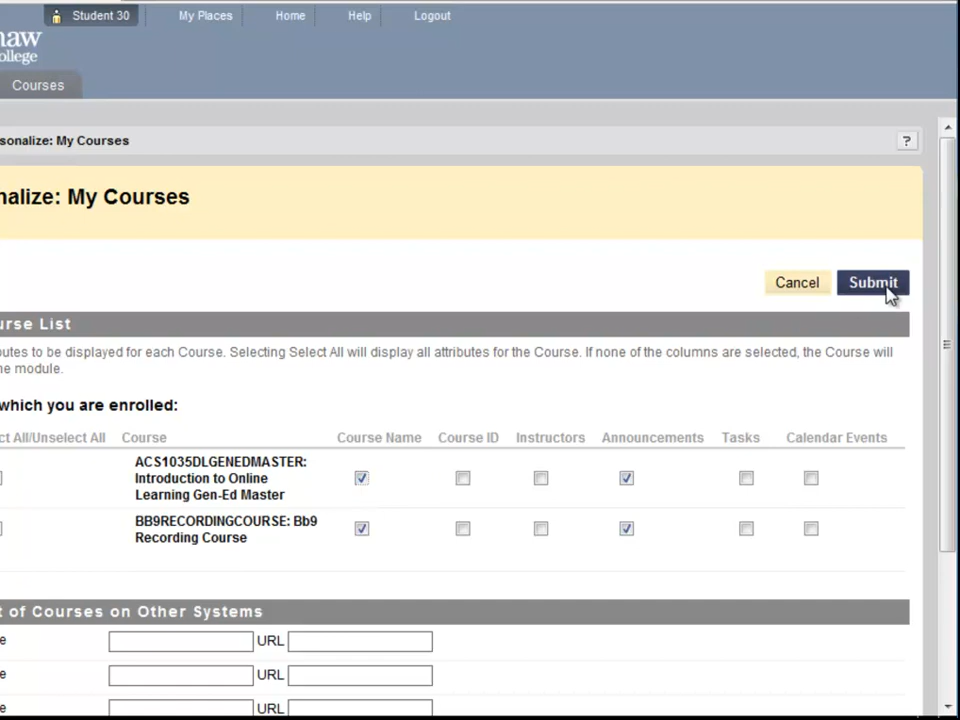 Student 30 My Places Home Help Logout
haw
ollege
Courses
sonalize: My Courses ?
nalize: My Courses
Cancel Submit
urse List
outes to be displayed for each Course. Selecting Select All will display all attributes for the Course. If none of the columns are selected, the Course will
ne module.
which you are enrolled:
ct All/Unselect All Course Course Name Course ID Instructors Announcements Tasks Calendar Events
ACS1035DLGENEDMASTER:
Introduction to Online
Learning Gen-Ed Master
BB9RECORDINGCOURSE: Bb9
Recording Course
t of Courses on Other Systems
e URL
e URL
e URL